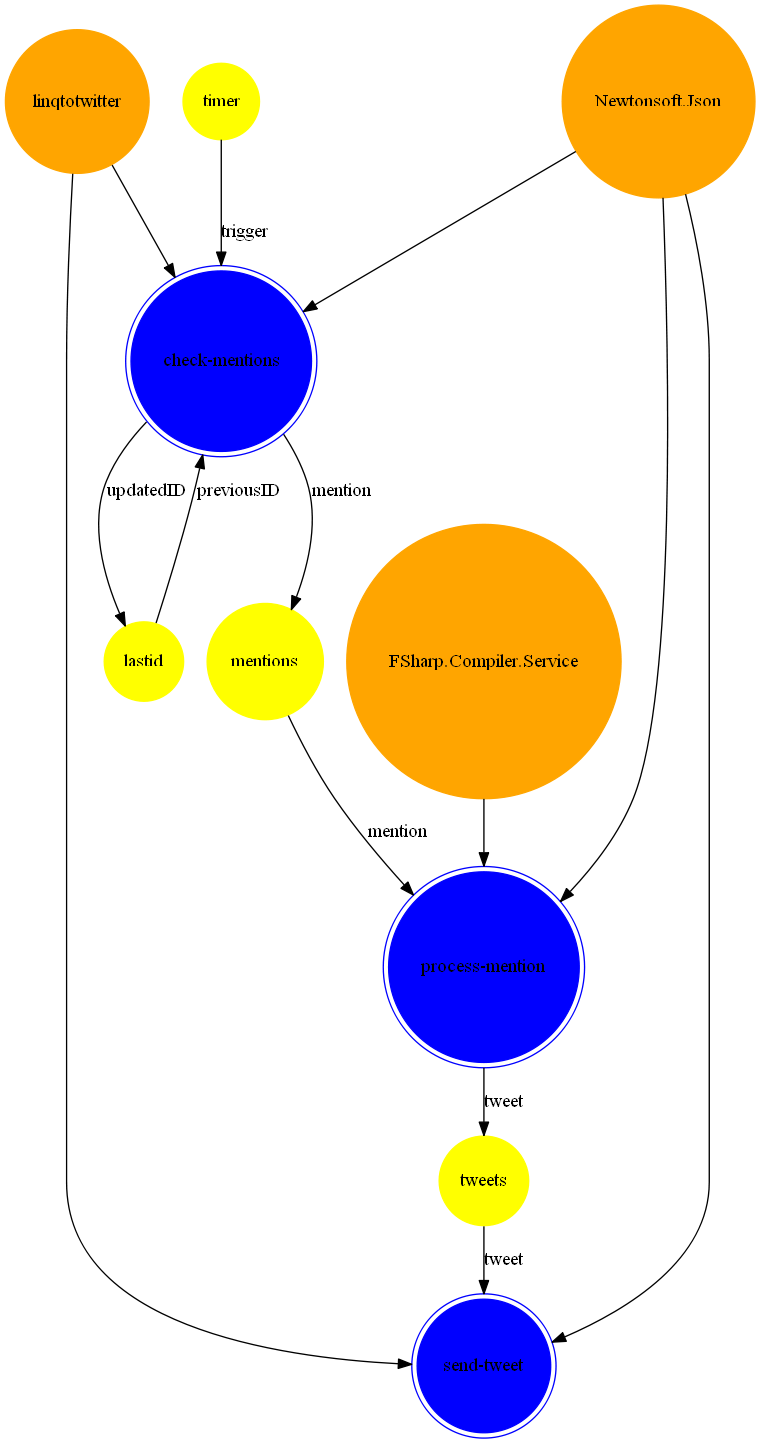 linqtotwitter
timer
Newtonsoft.Json
trigger
check-mentions
updatedID
previousID
mention
lastid
mentions
FSharp.Compiler.Service
mention
process-mention
tweet
tweets
tweet
send-tweet